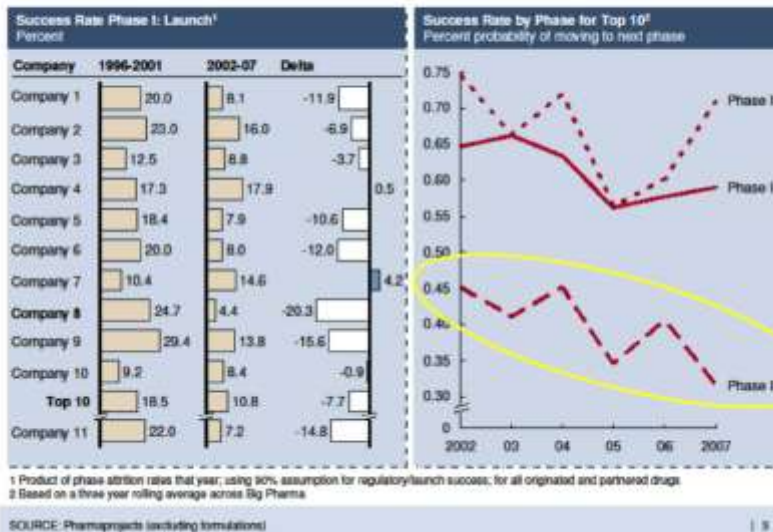 Success Rate Phase I: Launch¹
Percent
Company 1996-2001 2002-07 Delta
Company 1 20.0 8.1 -11.9
Company 2 23.0 16.0 -6.9
Company 3 12.5 8.8 -3.7
Company 4 17.3 17.9 0.5
Company 5 18.4 7.9 -10.6
Company 6 20.0 8.0 -12.0
Company 7 10.4 14.6 4.2
Company 8 24.7 4.4 -20.3
Company 9 29.4 13.8 -15.6
Company 10 9.2 8.4 -0.9
Top 10 18.5 10.8 -7.7
Company 11 22.0 7.2 -14.8
Success Rate by Phase for Top 10²
Percent probability of moving to next phase
0.75
0.70
Phase
0.65
0.60
Phase
0.55
0.50
0.45
0.40
0.35
Phase
0.30
0
2002 03 04 05 06 2007
1 Product of phase attrition rates that year; using 90% assumption for regulatory/launch success; for all originated and partnered drugs
2 Based on a three year rolling average across Big Pharma
SOURCE: Pharmaprojects (excluding formulations)